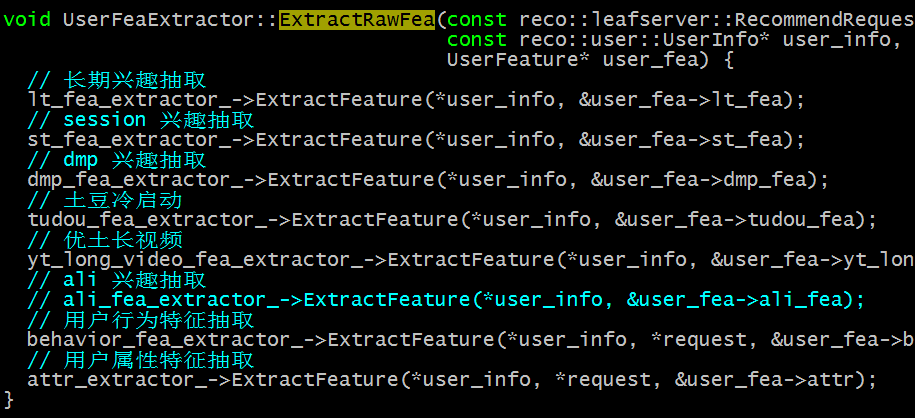 void UserFeaExtractor::ExtractRawFea(const reco::leafserver::RecommendReques
const reco::user::UserInfo* user_info,
UserFeature* user_fea) {
// 长期兴趣抽取
lt_fea_extractor_->ExtractFeature(*user_info, &user_fea->lt_fea);
// session 兴趣抽取
st_fea_extractor_->ExtractFeature(*user_info, &user_fea->st_fea);
// dmp 兴趣抽取
dmp_fea_extractor_->ExtractFeature(*user_info, &user_fea->dmp_fea);
// 土豆冷启动
tudou_fea_extractor_->ExtractFeature(*user_info, &user_fea->tudou_fea);
// 优土长视频
yt_long_video_fea_extractor_->ExtractFeature(*user_info, &user_fea->yt_lon
// ali 兴趣抽取
// ali_fea_extractor_->ExtractFeature(*user_info, &user_fea->ali_fea);
// 用户行为特征抽取
behavior_fea_extractor_->ExtractFeature(*user_info, *request, &user_fea->b
// 用户属性特征抽取
attr_extractor_->ExtractFeature(*user_info, *request, &user_fea->attr);
}